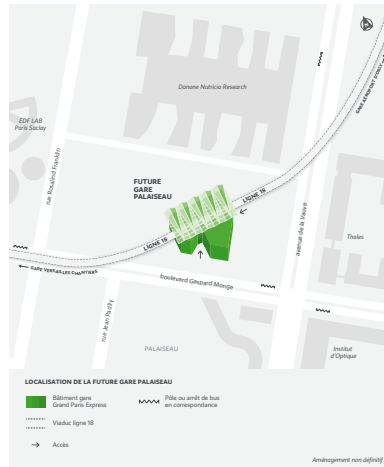 Danone Nutricia Research
GARE AÉROPORT D'ORLY
EDF LAB
Paris Saclay
rue Rosalind Franklin
FUTURE
GARE
PALAISEAU
LIGNE 18
avenue de la Vauve
Thales
LIGNE 18
GARE VERSAILLES CHANTIERS
boulevard Gaspard Monge
rue Jean Rostand
PALAISEAU
Institut
d'Optique
LOCALISATION DE LA FUTURE GARE PALAISEAU
Bâtiment gare
Grand Paris Express
Pôle ou arrêt de bus
en correspondance
Viaduc ligne 18
Accès
Aménagement non définitif